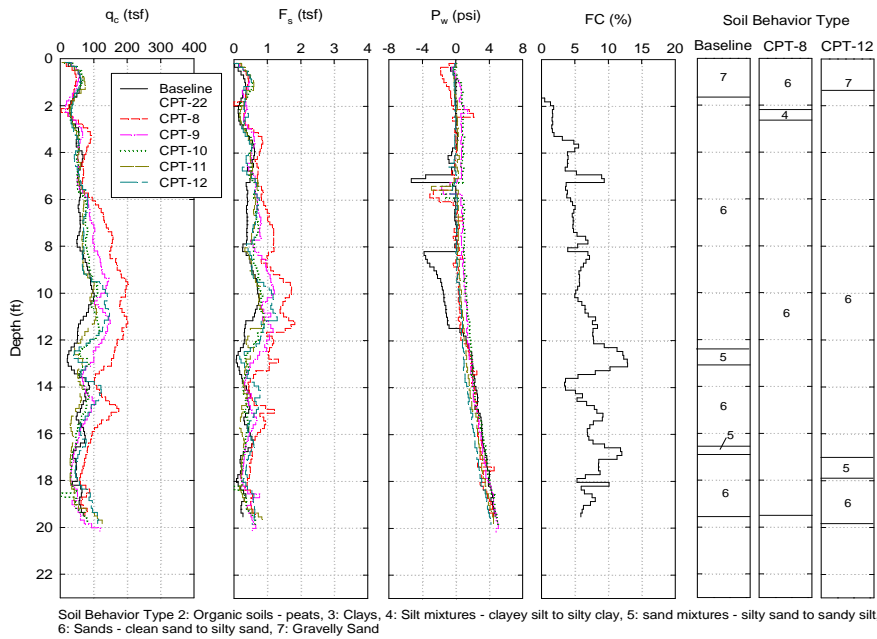 q_c (tsf) F_s (tsf) P_w (psi) FC (%) Soil Behavior Type
0 100 200 300 400 0 1 2 3 4 -8 -4 0 4 8 0 5 10 15 20 Baseline CPT-8 CPT-12
0
2
4
6
8
10
12
14
16
18
20
22
Depth (ft)
Baseline
CPT-22
CPT-8
CPT-9
CPT-10
CPT-11
CPT-12
7 6 7
4
6
6 6
5
6
5
5
6 6
Soil Behavior Type 2: Organic soils - peats, 3: Clays, 4: Silt mixtures - clayey silt to silty clay, 5: sand mixtures - silty sand to sandy silt
6: Sands - clean sand to silty sand, 7: Gravelly Sand